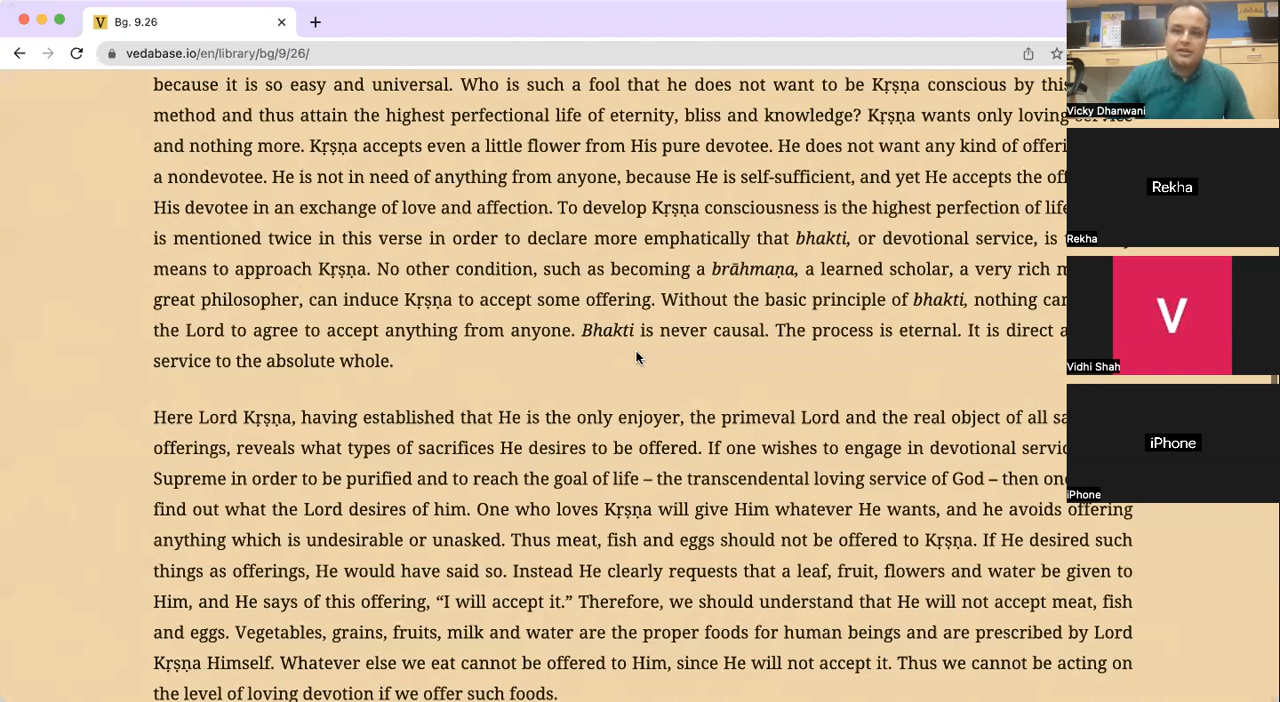 Bg. 9.26
vedabase.io/en/library/bg/9/26/
because it is so easy and universal. Who is such a fool that he does not want to be Kṛṣṇa conscious by this
method and thus attain the highest perfectional life of eternity, bliss and knowledge? Kṛṣṇa wants only loving service
and nothing more. Kṛṣṇa accepts even a little flower from His pure devotee. He does not want any kind of
a nondevotee. He is not in need of anything from anyone, because He is self-sufficient, and yet He accepts the
His devotee in an exchange of love and affection. To develop Kṛṣṇa consciousness is the highest perfection of
is mentioned twice in this verse in order to declare more emphatically that bhakti, or devotional service, is
means to approach Kṛṣṇa. No other condition, such as becoming a brāhmaṇa, a learned scholar, a very rich
great philosopher, can induce Kṛṣṇa to accept some offering. Without the basic principle of bhakti, nothing
the Lord to agree to accept anything from anyone. Bhakti is never causal. The process is eternal. It is direct
service to the absolute whole.
Here Lord Kṛṣṇa, having established that He is the only enjoyer, the primeval Lord and the real object of all
offerings, reveals what types of sacrifices He desires to be offered. If one wishes to engage in devotional
Supreme in order to be purified and to reach the goal of life – the transcendental loving service of God – then
find out what the Lord desires of him. One who loves Kṛṣṇa will give Him whatever He wants, and he avoids offering
anything which is undesirable or unasked. Thus meat, fish and eggs should not be offered to Kṛṣṇa. If He desired such
things as offerings, He would have said so. Instead He clearly requests that a leaf, fruit, flowers and water be given to
Him, and He says of this offering, “I will accept it.” Therefore, we should understand that He will not accept meat, fish
and eggs. Vegetables, grains, fruits, milk and water are the proper foods for human beings and are prescribed by Lord
Kṛṣṇa Himself. Whatever else we eat cannot be offered to Him, since He will not accept it. Thus we cannot be acting on
the level of loving devotion if we offer such foods.
Vicky Dhanwani
Rekha
Rekha
V
Vidhi Shah
iPhone
iPhone